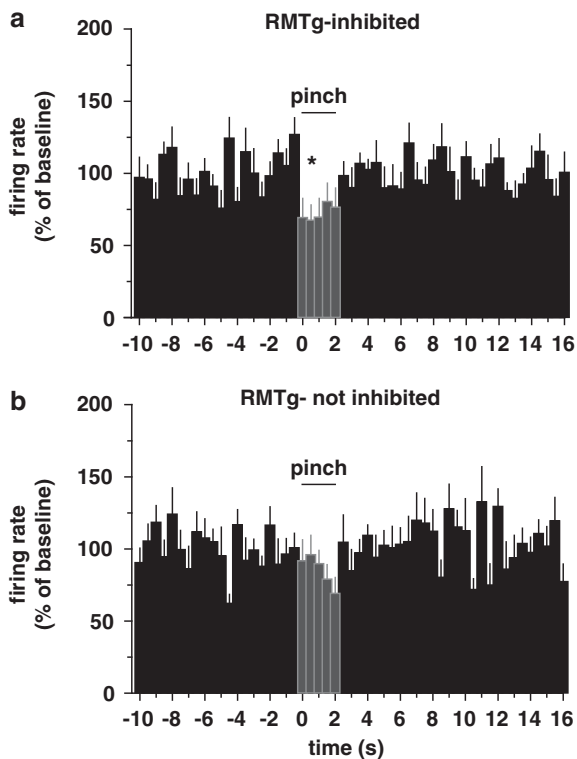 a
RMTg-inhibited
200
150
100
50
0
firing rate
(% of baseline)
pinch
*
-10 -8 -6 -4 -2 0 2 4 6 8 10 12 14 16
b
RMTg- not inhibited
200
150
100
50
0
firing rate
(% of baseline)
pinch
-10 -8 -6 -4 -2 0 2 4 6 8 10 12 14 16
time (s)